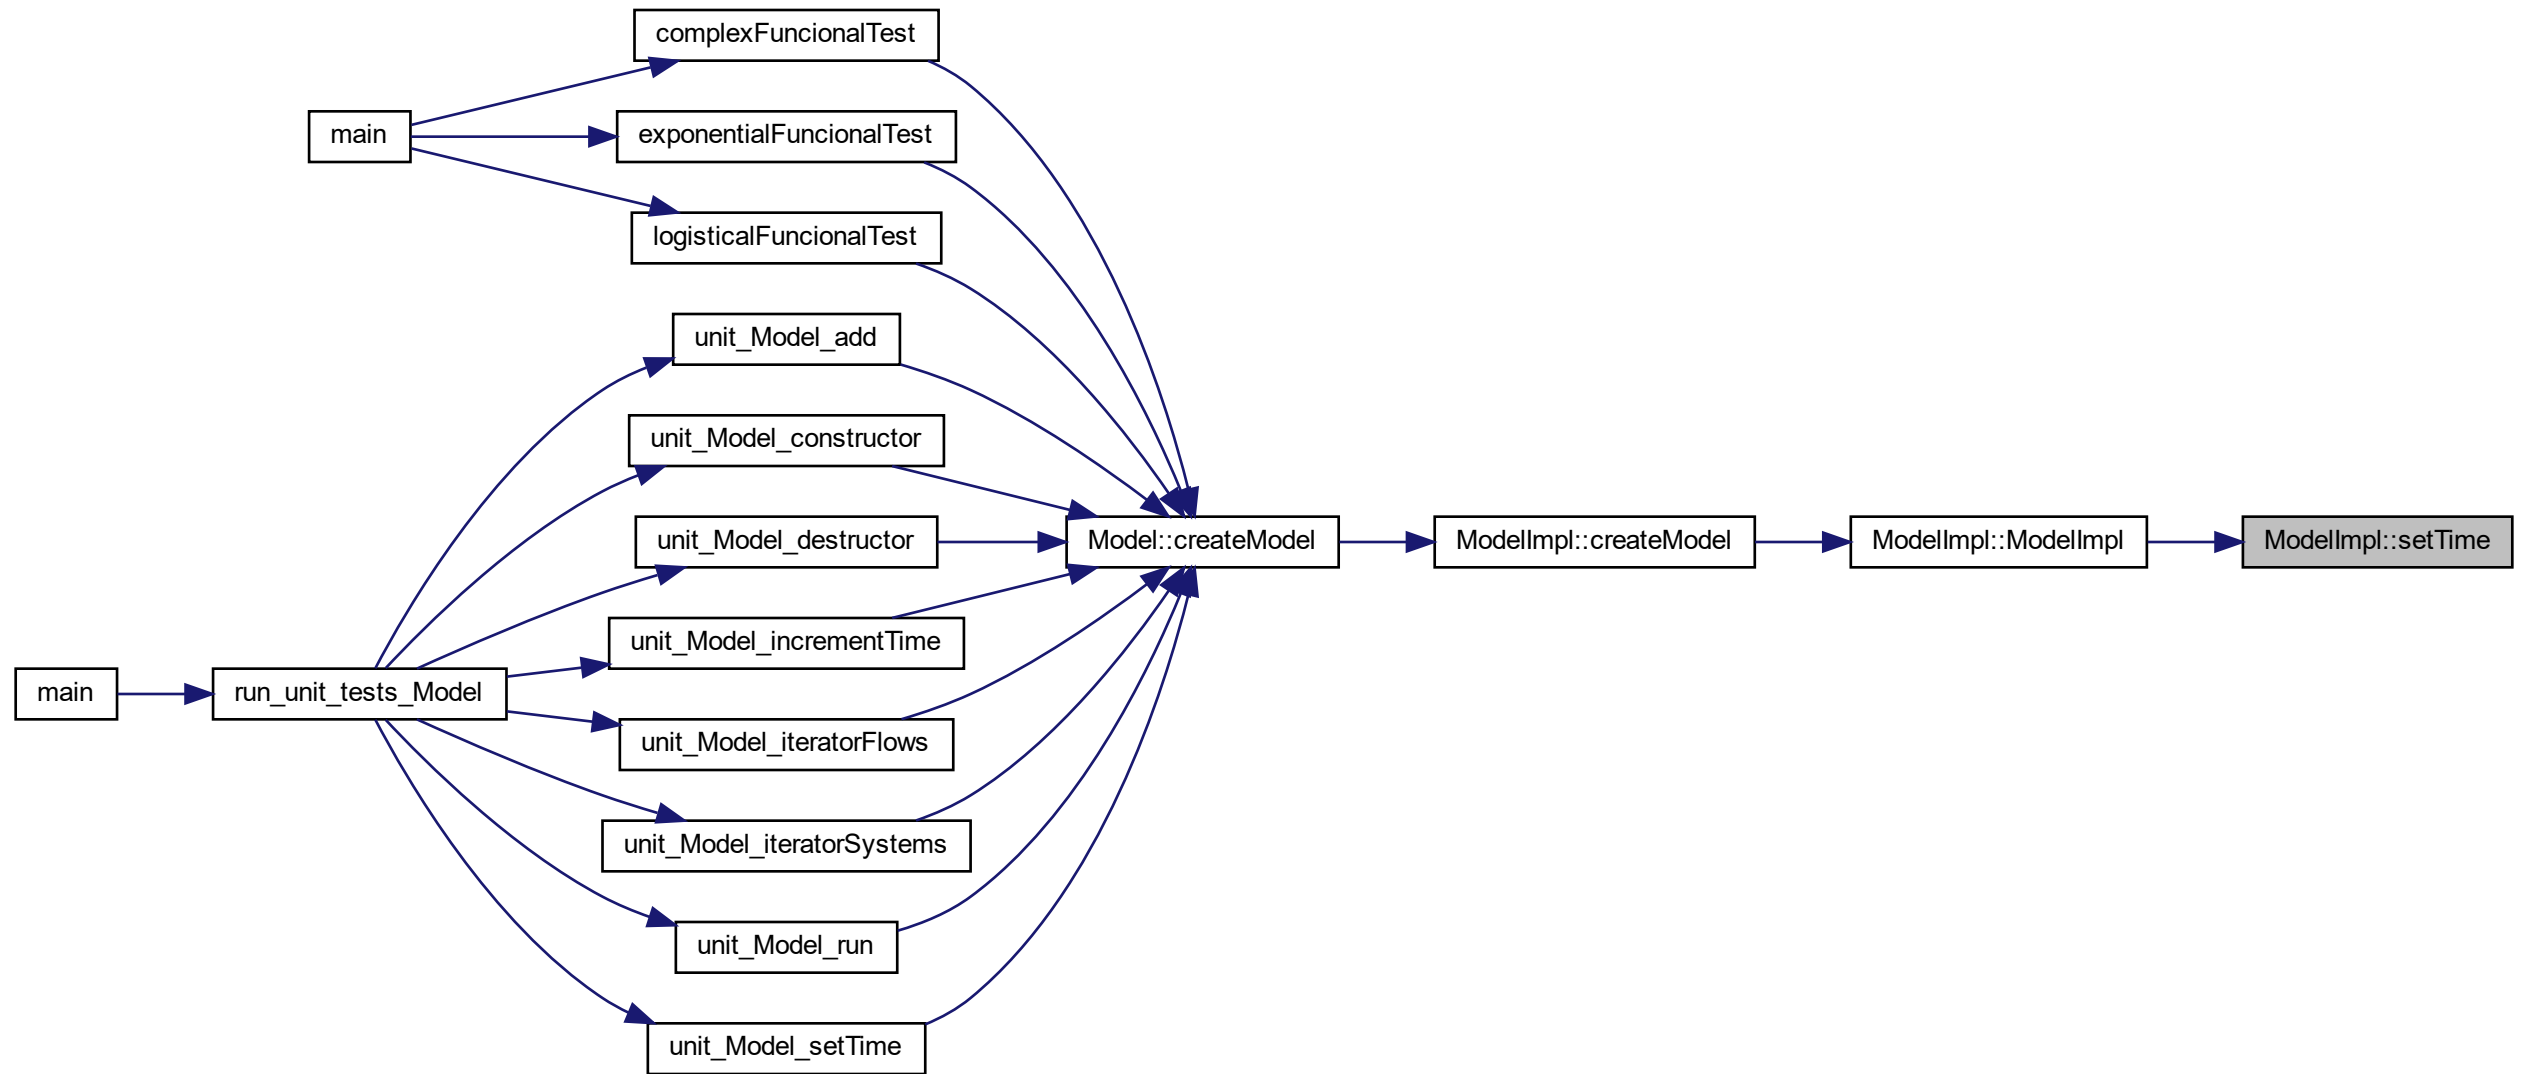 complexFuncionalTest
main
exponentialFuncionalTest
logisticalFuncionalTest
unit_Model_add
unit_Model_constructor
unit_Model_destructor
Model::createModel
ModelImpl::createModel
ModelImpl::ModelImpl
ModelImpl::setTime
unit_Model_incrementTime
main
run_unit_tests_Model
unit_Model_iteratorFlows
unit_Model_iteratorSystems
unit_Model_run
unit_Model_setTime